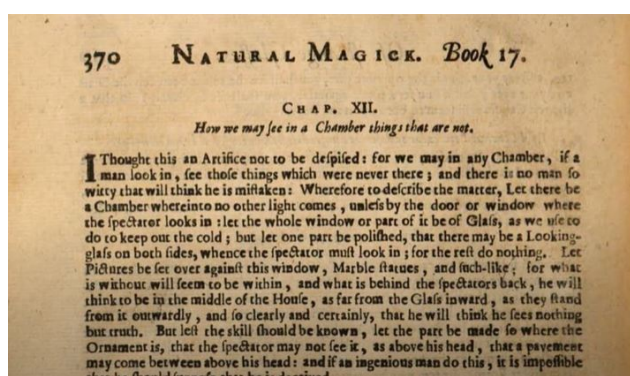 370 NATURAL MAGICK. Book 17.
CHAP. XII.
How we may ſee in a Chamber things that are not.
I Thought this an Artifice not to be deſpiſed: for we may in any Chamber, if a
man look in, ſee thoſe things which were never there; and there is no man ſo
witty that will think he is miſtaken: Wherefore to deſcribe the matter, Let there be
a Chamber whereinto no other light comes, unleſs by the door or window where
the ſpectator looks in: let the whole window or part of it be of Glaſs, as we uſe to
do to keep out the cold; but let one part be poliſhed, that there may be a Looking-
glaſs on both ſides, whence the ſpectator muſt look in; for the reſt do nothing. Let
Pictures be ſet over againſt this window, Marble ſtatues, and ſuch-like; for what
is without will ſeem to be within, and what is behind the ſpectators back, he will
think to be in the middle of the Houſe, as far from the Glaſs inward, as they ſtand
from it outwardly, and ſo clearly and certainly, that he will think he ſees nothing
but truth. But leſt the skill ſhould be known, let the part be made ſo where the
Ornament is, that the ſpectator may not ſee it, as above his head, that a pavement
may come between above his head: and if an ingenious man do this, it is impoſſible